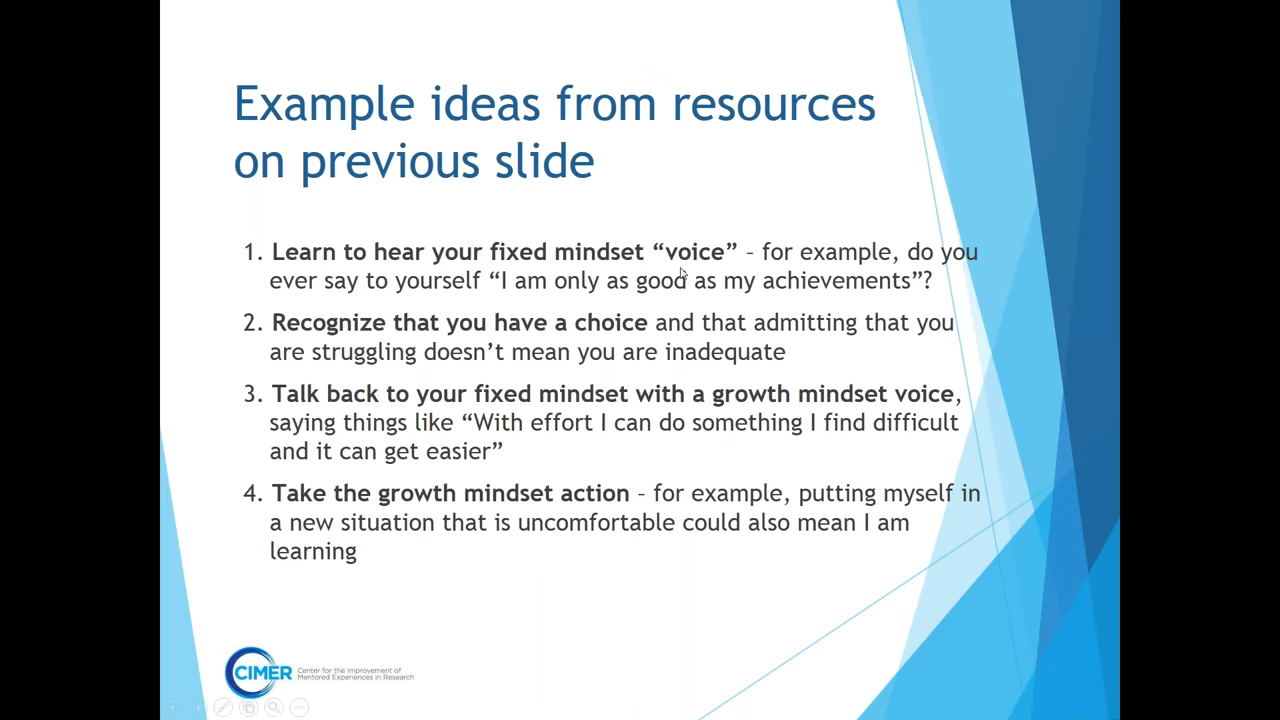 Example ideas from resources
on previous slide
1. Learn to hear your fixed mindset “voice” – for example, do you
ever say to yourself “I am only as good as my achievements”?
2. Recognize that you have a choice and that admitting that you
are struggling doesn’t mean you are inadequate
3. Talk back to your fixed mindset with a growth mindset voice,
saying things like “With effort I can do something I find difficult
and it can get easier”
4. Take the growth mindset action – for example, putting myself in
a new situation that is uncomfortable could also mean I am
learning
CIMER
Center for the Improvement of
Mentored Experiences in Research